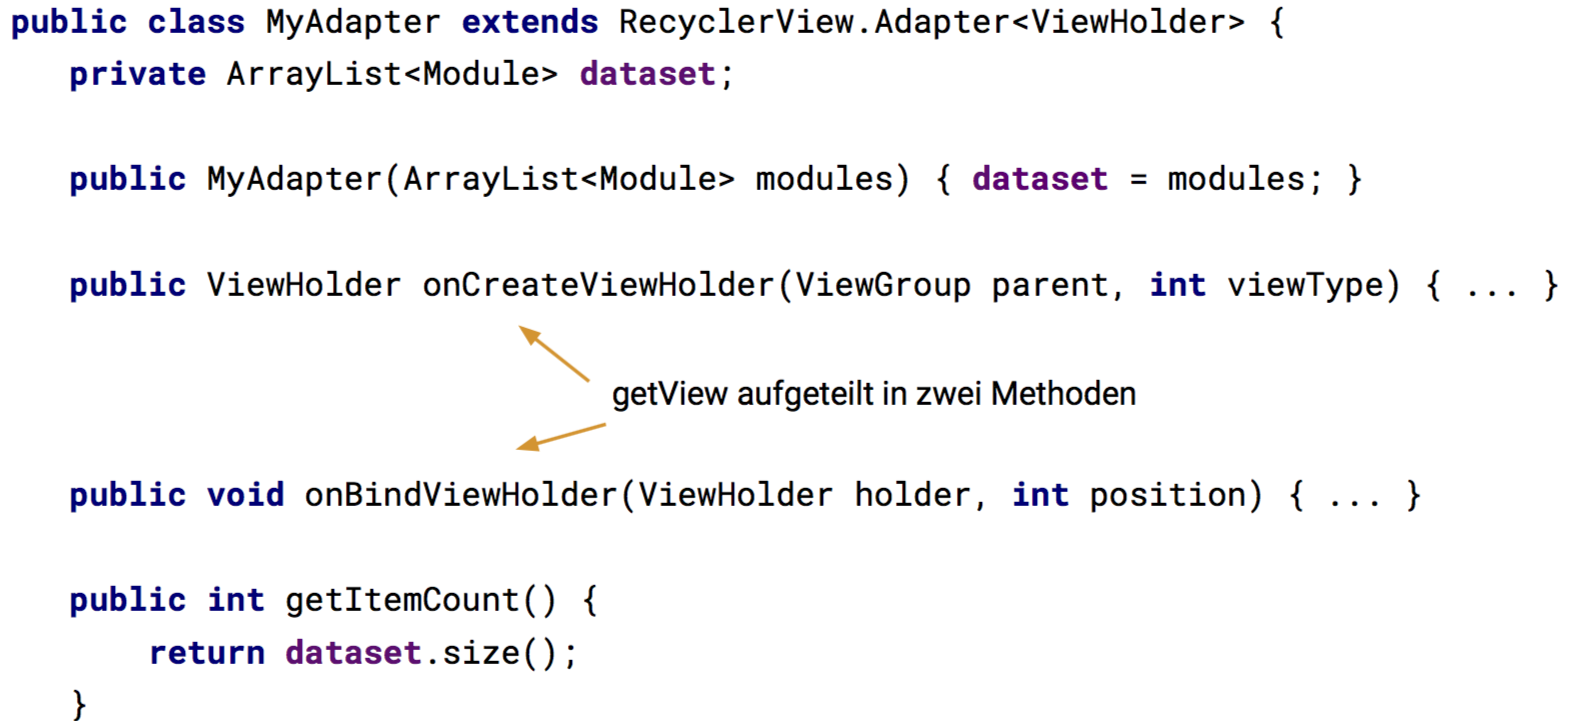 public class MyAdapter extends RecyclerView.Adapter<ViewHolder> {
private ArrayList<Module> dataset;
public MyAdapter(ArrayList<Module> modules) { dataset = modules; }
public ViewHolder onCreateViewHolder(ViewGroup parent, int viewType) { ... }
getView aufgeteilt in zwei Methoden
public void onBindViewHolder(ViewHolder holder, int position) { ... }
public int getItemCount() {
return dataset.size();
}